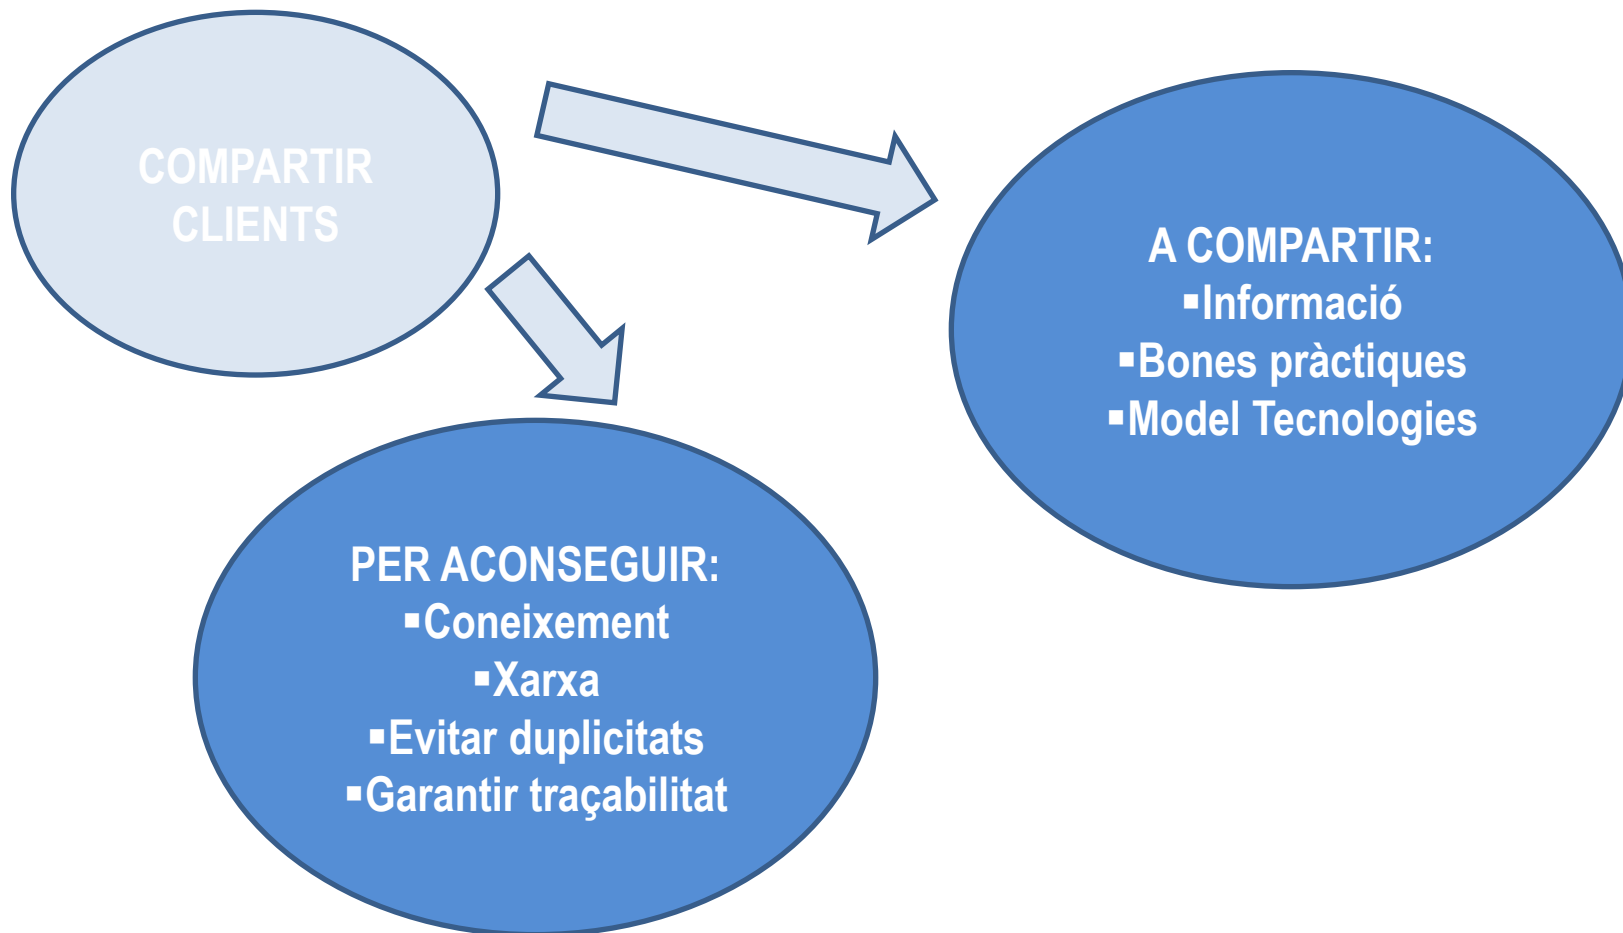 COMPARTIR
CLIENTS
A COMPARTIR:
▪Informació
▪Bones pràctiques
▪Model Tecnologies
PER ACONSEGUIR:
▪Coneixement
▪Xarxa
▪Evitar duplicitats
▪Garantir traçabilitat